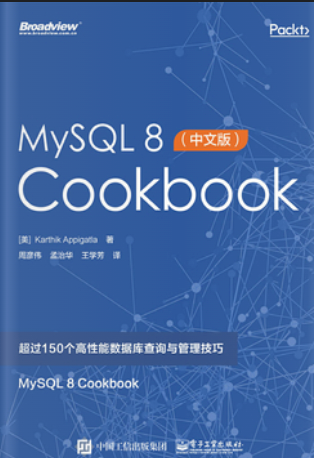 Broadview®
www.broadview.com.cn
Packt>
MySQL 8 (中文版)
Cookbook
[美] Karthik Appigatla 著
周彦伟 孟治华 王学芳 译
超过150个高性能数据库查询与管理技巧
MySQL 8 Cookbook
中国工信出版集团 电子工业出版社